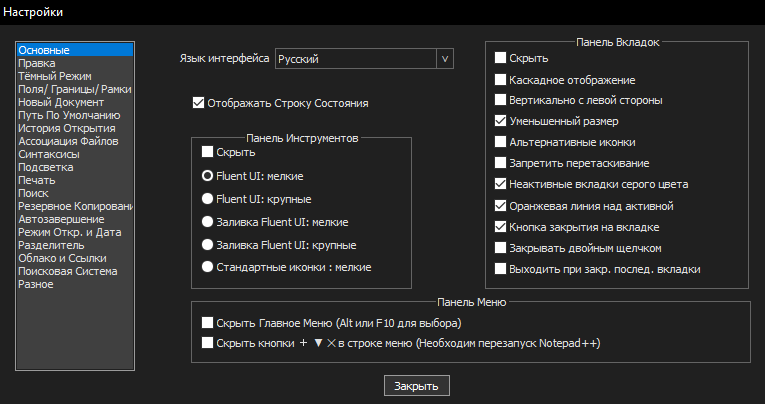 Настройки
Основные
Правка
Тёмный Режим
Поля/ Границы/ Рамки
Новый Документ
Путь По Умолчанию
История Открытия
Ассоциация Файлов
Синтаксисы
Подсветка
Печать
Поиск
Резервное Копировани
Автозавершение
Режим Откр. и Дата
Разделитель
Облако и Ссылки
Поисковая Система
Разное
Язык интерфейса
Русский
Отображать Строку Состояния
Панель Инструментов
Скрыть
Fluent UI: мелкие
Fluent UI: крупные
Заливка Fluent UI: мелкие
Заливка Fluent UI: крупные
Стандартные иконки : мелкие
Панель Вкладок
Скрыть
Каскадное отображение
Вертикально с левой стороны
Уменьшенный размер
Альтернативные иконки
Запретить перетаскивание
Неактивные вкладки серого цвета
Оранжевая линия над активной
Кнопка закрытия на вкладке
Закрывать двойным щелчком
Выходить при закр. послед. вкладки
Панель Меню
Скрыть Главное Меню (Alt или F10 для выбора)
Скрыть кнопки + ▼ ✕ в строке меню (Необходим перезапуск Notepad++)
Закрыть